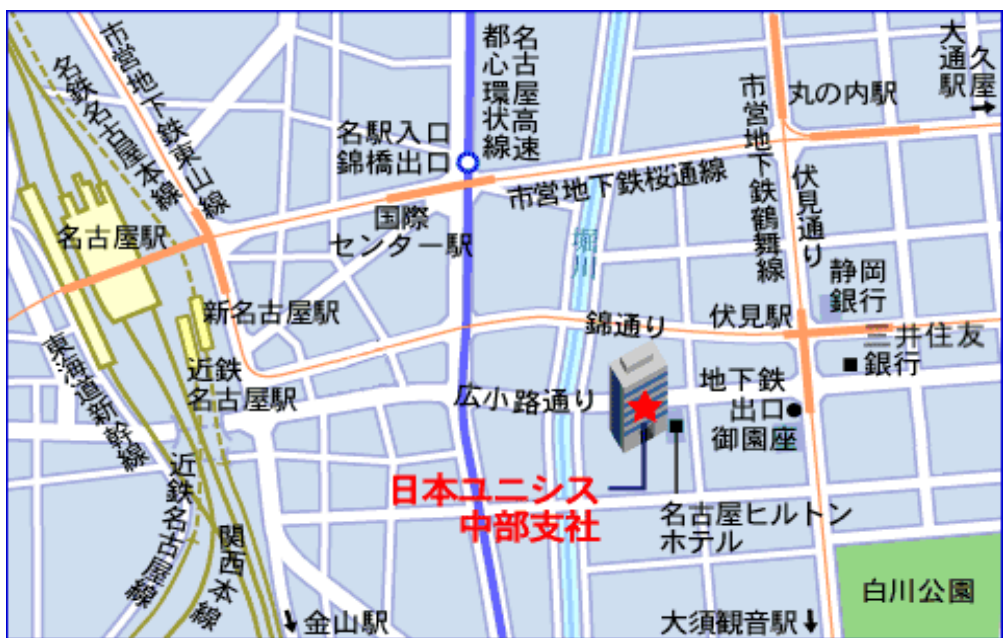 市営地下鉄東山線
名鉄名古屋本線
名古屋高速
都心環状線
久屋
大通駅
→
名駅入口
錦橋出口
丸の内駅
市営地下鉄桜通線
市営地下鉄鶴舞線
伏見通り
国際
センター駅
名古屋駅
堀川
静岡
銀行
新名古屋駅
錦通り
伏見駅
三井住友
■銀行
東海道新幹線
近鉄
名古屋駅
広小路通り
地下鉄
出口●
御園座
日本ユニシス
中部支社
名古屋ヒルトン
ホテル
近鉄名古屋線
関西本線
白川公園
↓金山駅
大須観音駅↓